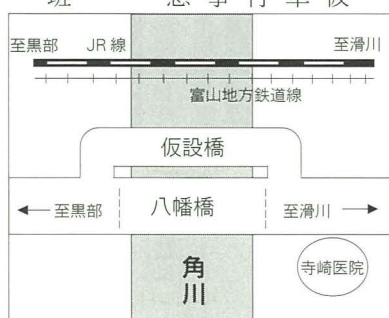 至黒部 JR線 至滑川
富山地方鉄道線
仮設橋
← 至黒部 八幡橋 至滑川 →
角川
寺崎医院